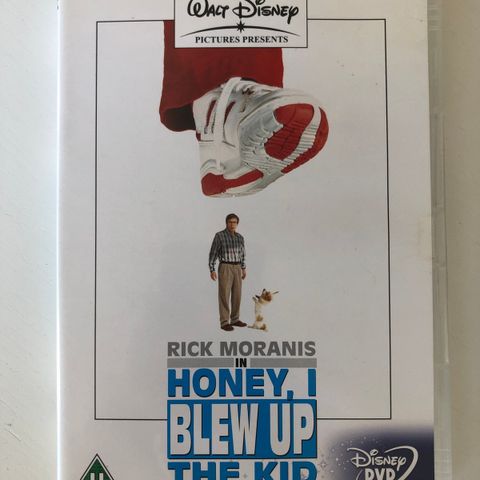 WALT DISNEY
PICTURES PRESENTS
RICK MORANIS
IN
HONEY, I
BLEW UP
THE KID
DISNEY
DVD
U